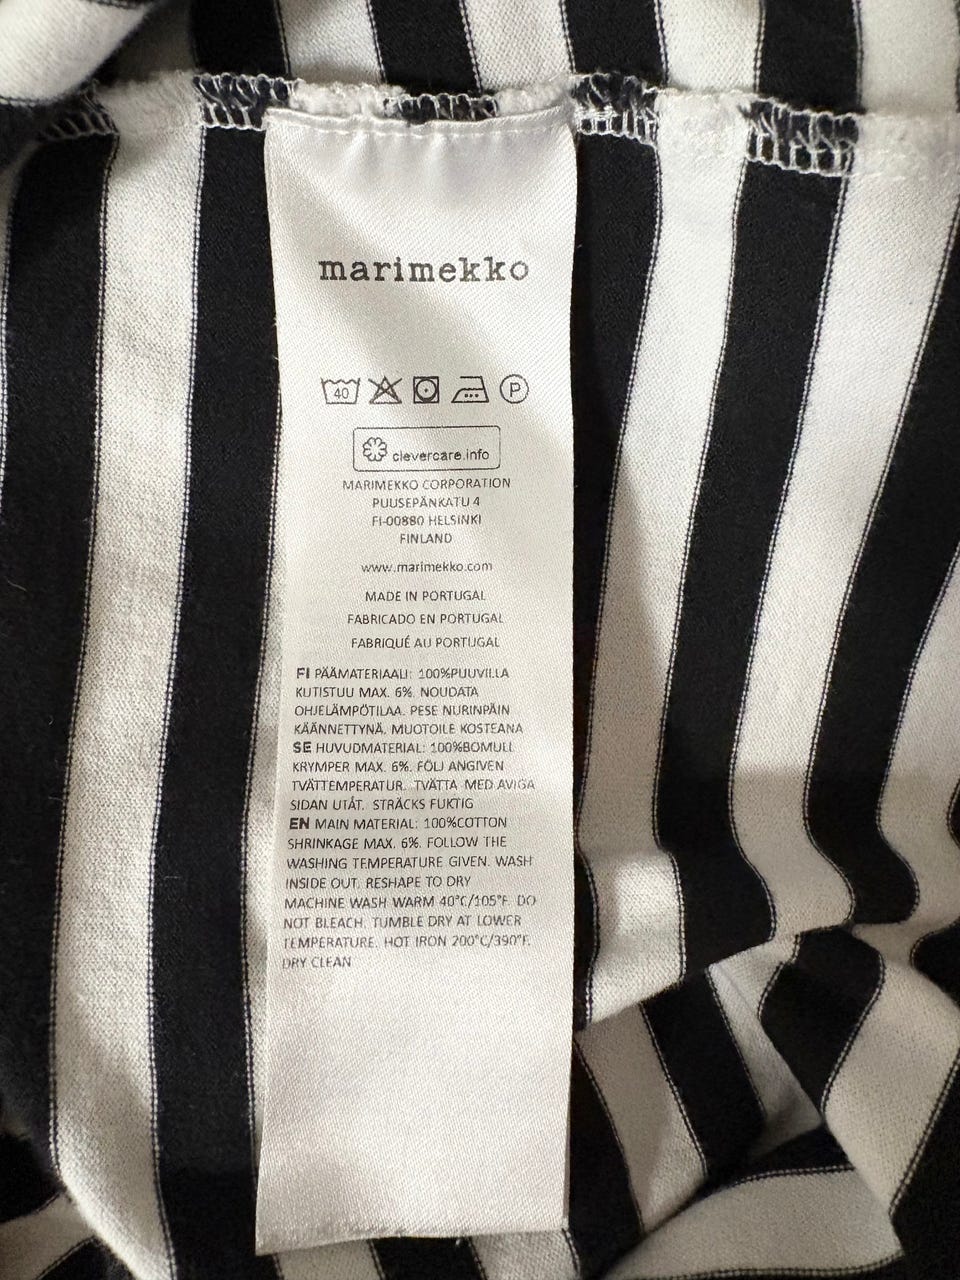 marimekko
40 P
clevercare.info
MARIMEKKO CORPORATION
PUUSEPÄNKATU 4
FI-00880 HELSINKI
FINLAND
www.marimekko.com
MADE IN PORTUGAL
FABRICADO EN PORTUGAL
FABRIQUÉ AU PORTUGAL
FI PÄÄMATERIAALI: 100%PUUVILLA
KUTISTUU MAX. 6%. NOUDATA
OHJELÄMPÖTILAA. PESE NURINPÄIN
KÄÄNNETTYNÄ. MUOTOILE KOSTEANA
SE HUVUDMATERIAL: 100%BOMULL
KRYMPER MAX. 6%. FÖLJ ANGIVEN
TVÄTTEMPERATUR. TVÄTTA MED AVIGA
SIDAN UTÅT. STRÄCKS FUKTIG
EN MAIN MATERIAL: 100%COTTON
SHRINKAGE MAX. 6%. FOLLOW THE
WASHING TEMPERATURE GIVEN. WASH
INSIDE OUT. RESHAPE TO DRY
MACHINE WASH WARM 40°C/105°F. DO
NOT BLEACH. TUMBLE DRY AT LOWER
TEMPERATURE. HOT IRON 200°C/390°F.
DRY CLEAN